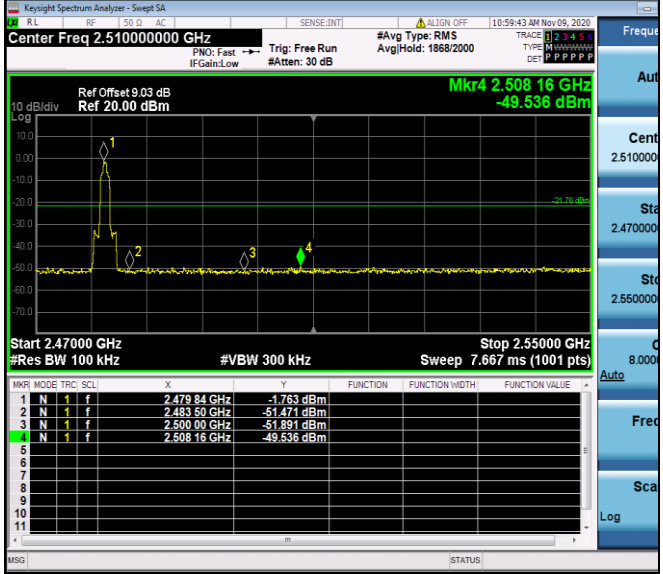 Keysight Spectrum Analyzer - Swept SA
RL RF 50 Ω AC SENSE:INT ALIGN OFF 10:59:43 AM Nov 09, 2020
Center Freq 2.510000000 GHz #Avg Type: RMS TRACE 1 2 3 4 5 6
PNO: Fast Trig: Free Run Avg|Hold: 1868/2000 TYPE M WWWWW
IFGain:Low #Atten: 30 dB DET P P P P P P
Ref Offset 9.03 dB Mkr4 2.508 16 GHz
10 dB/div Ref 20.00 dBm -49.536 dBm
Log
10.0
0.00
-10.0
-20.0
-30.0
-40.0
-50.0
-60.0
-70.0
1
2
3
4
-21.76 dBm
Start 2.47000 GHz Stop 2.55000 GHz
#Res BW 100 kHz #VBW 300 kHz Sweep 7.667 ms (1001 pts)
MKR MODE TRC SCL X Y FUNCTION FUNCTION WIDTH FUNCTION VALUE
1 N 1 f 2.479 84 GHz -1.763 dBm
2 N 1 f 2.483 50 GHz -51.471 dBm
3 N 1 f 2.500 00 GHz -51.891 dBm
4 N 1 f 2.508 16 GHz -49.536 dBm
5
6
7
8
9
10
11
MSG STATUS
Freque
Aut
Cent
2.510000
Sta
2.470000
Sto
2.550000
C
8.0000
Auto
Freq
Sca
Log